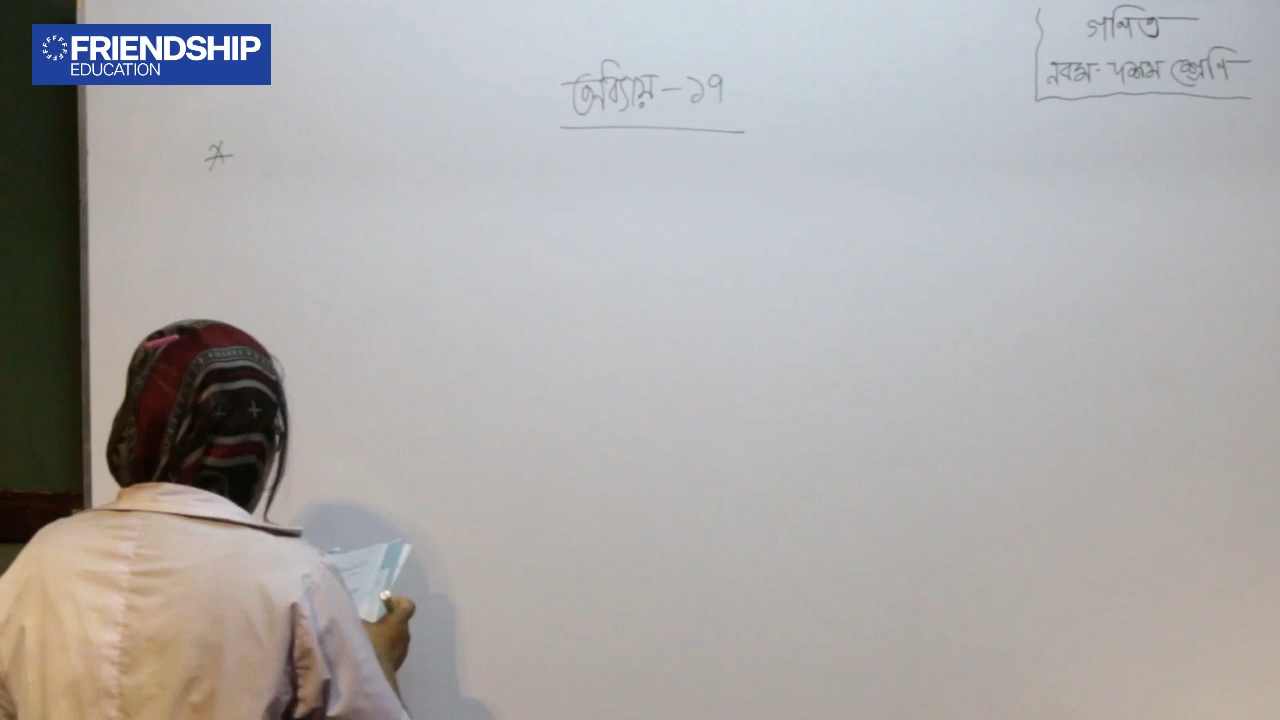 FRIENDSHIP
EDUCATION
গণিত
নবম-দশম শ্রেণি
অধ্যায় - ১৭
*